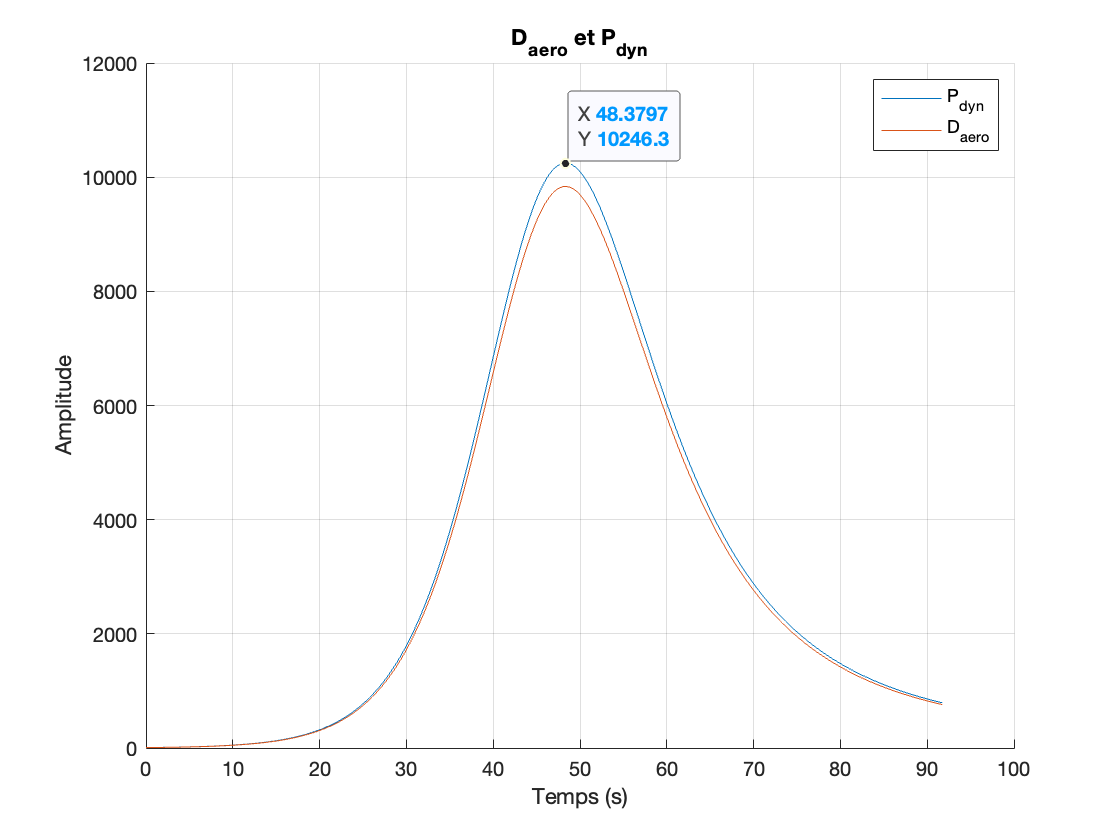 D_aero et P_dyn
12000
10000
8000
6000
4000
2000
0
Amplitude
X 48.3797
Y 10246.3
P_dyn
D_aero
0 10 20 30 40 50 60 70 80 90 100
Temps (s)